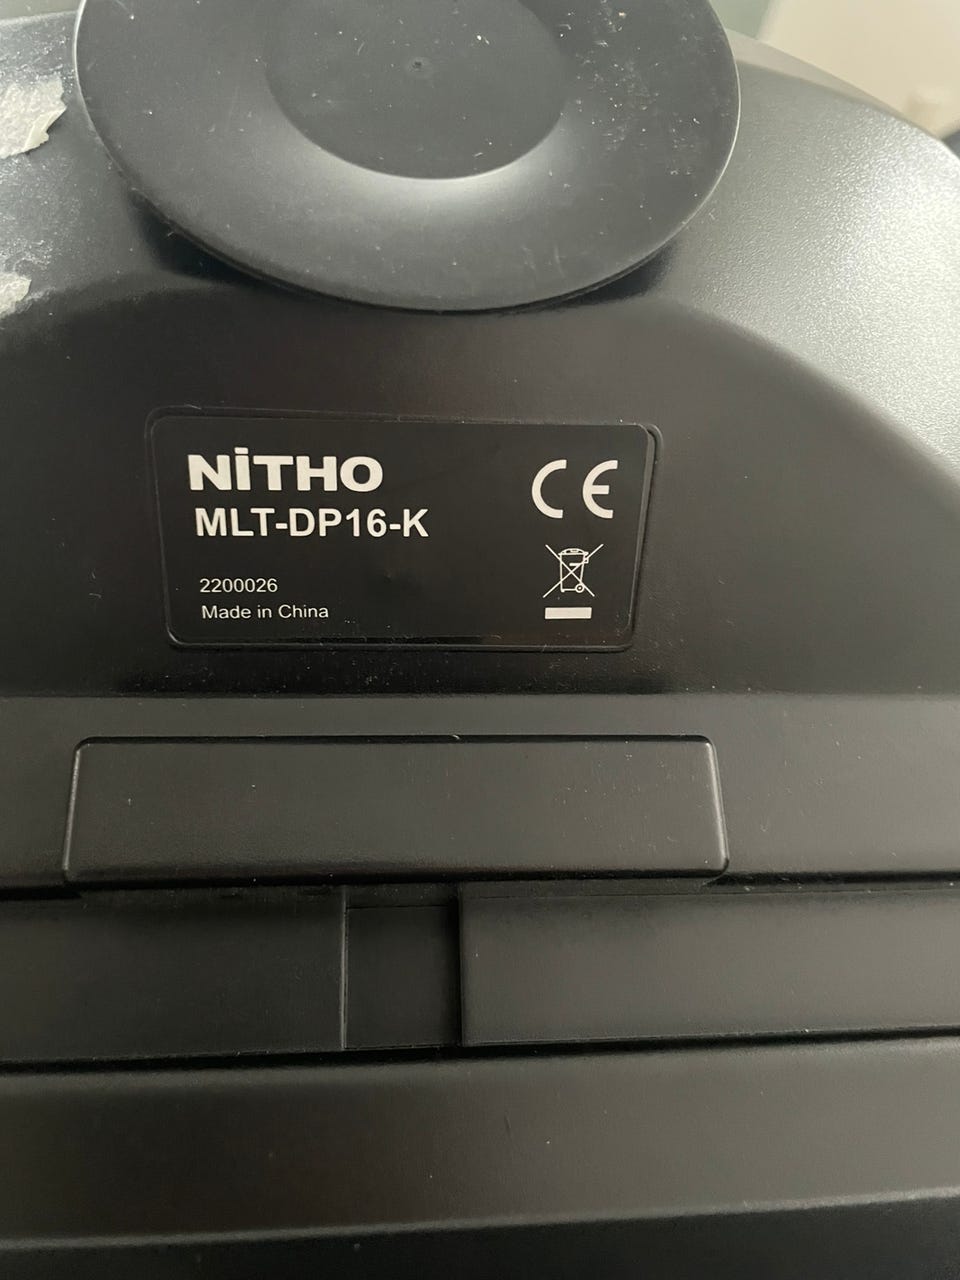 NiTHO
MLT-DP16-K
2200026
Made in China
CE